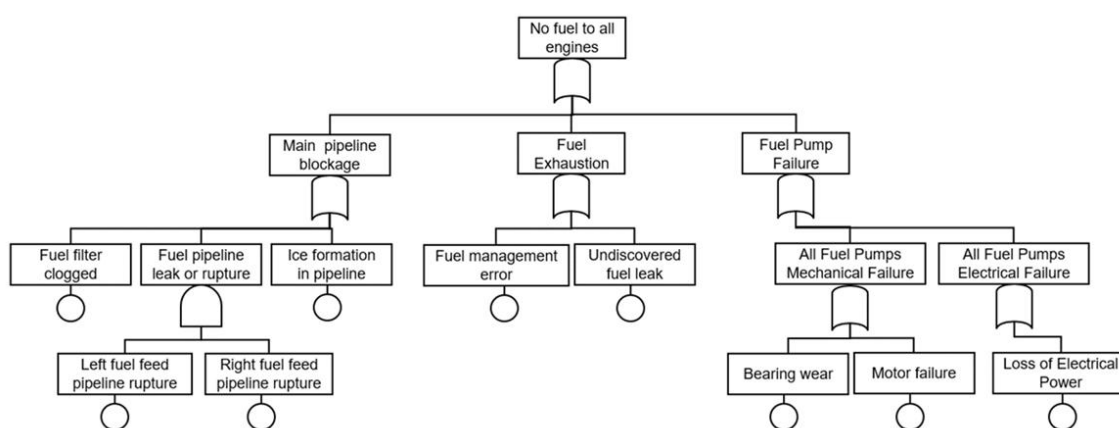 No fuel to all
engines
Main pipeline
blockage
Fuel
Exhaustion
Fuel Pump
Failure
Fuel filter
clogged
Fuel pipeline
leak or rupture
Ice formation
in pipeline
Fuel management
error
Undiscovered
fuel leak
All Fuel Pumps
Mechanical Failure
All Fuel Pumps
Electrical Failure
Left fuel feed
pipeline rupture
Right fuel feed
pipeline rupture
Bearing wear
Motor failure
Loss of Electrical
Power